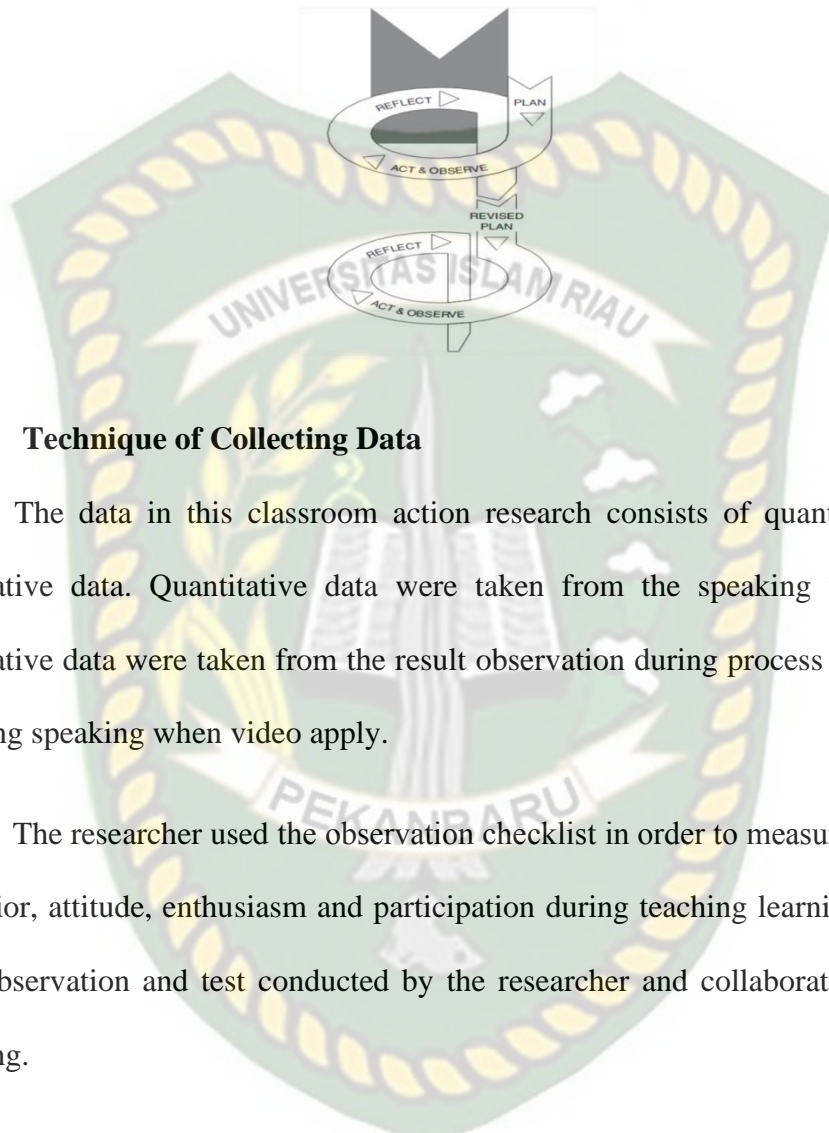 REFLECT
PLAN
ACT & OBSERVE
REVISED
PLAN
REFLECT
UNIVERSITAS ISLAM RIAU
ACT & OBSERVE
Technique of Collecting Data
The data in this classroom action research consists of quant
ative data. Quantitative data were taken from the speaking
ative data were taken from the result observation during process
ng speaking when video apply.
PEKANBARU
The researcher used the observation checklist in order to measur
ior, attitude, enthusiasm and participation during teaching learni
bservation and test conducted by the researcher and collaborat
ng.